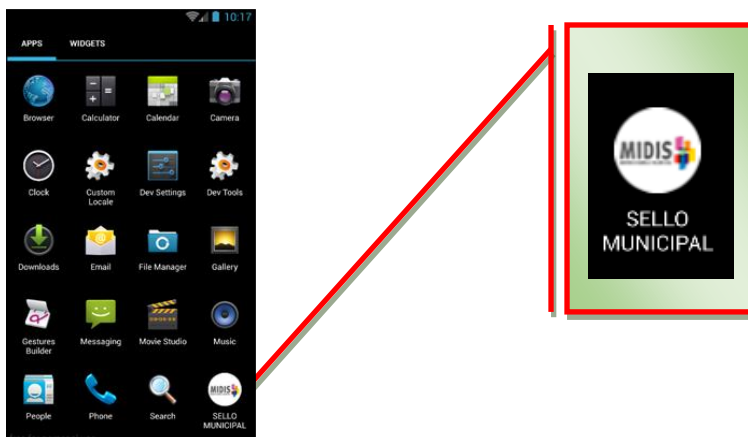 10:17
APPS WIDGETS
Browser Calculator Calendar Camera
Clock Custom Dev Settings Dev Tools
Locale
Downloads Email File Manager Gallery
Gestures Messaging Movie Studio Music
Builder
People Phone Search SELLO
MUNICIPAL
MIDIS
MIDIS
SELLO
MUNICIPAL